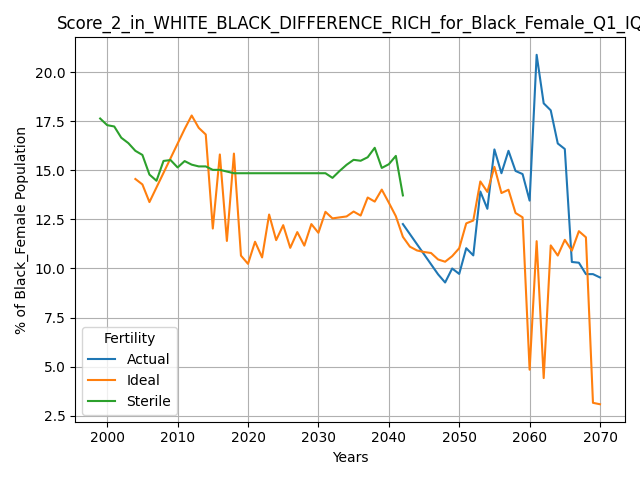 Score_2_in_WHITE_BLACK_DIFFERENCE_RICH_for_Black_Female_Q1_IQ
% of Black_Female Population
20.0
17.5
15.0
12.5
10.0
7.5
5.0
2.5
Fertility
Actual
Ideal
Sterile
2000 2010 2020 2030 2040 2050 2060 2070
Years